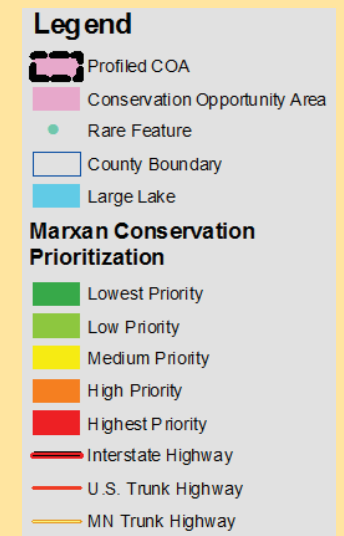 Legend
Profiled COA
Conservation Opportunity Area
Rare Feature
County Boundary
Large Lake
Marxan Conservation
Prioritization
Lowest Priority
Low Priority
Medium Priority
High Priority
Highest Priority
Interstate Highway
U.S. Trunk Highway
MN Trunk Highway